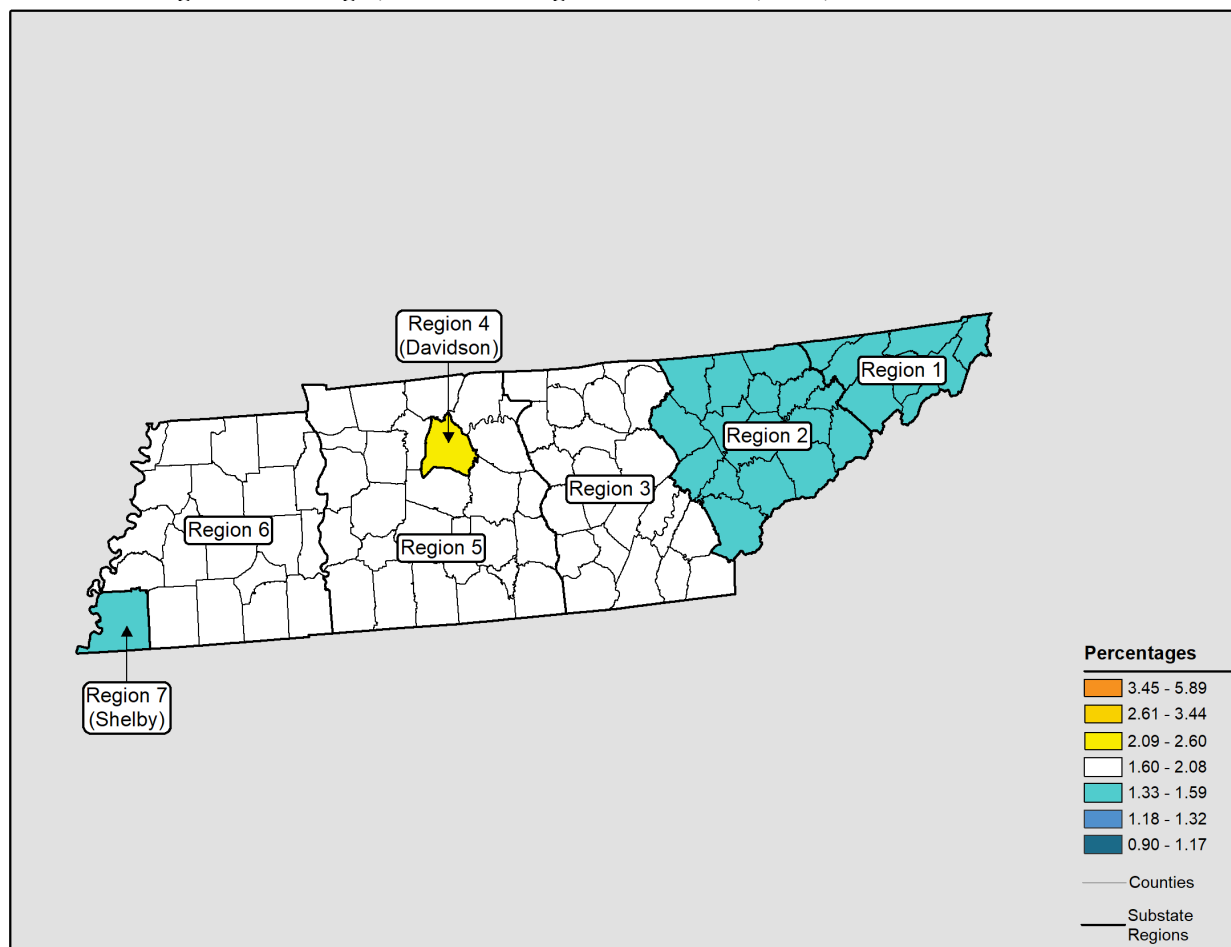 Region 4
(Davidson)
Region 1
Region 2
Region 3
Region 6
Region 5
Region 7
(Shelby)
Percentages
3.45 - 5.89
2.61 - 3.44
2.09 - 2.60
1.60 - 2.08
1.33 - 1.59
1.18 - 1.32
0.90 - 1.17
Counties
Substate
Regions